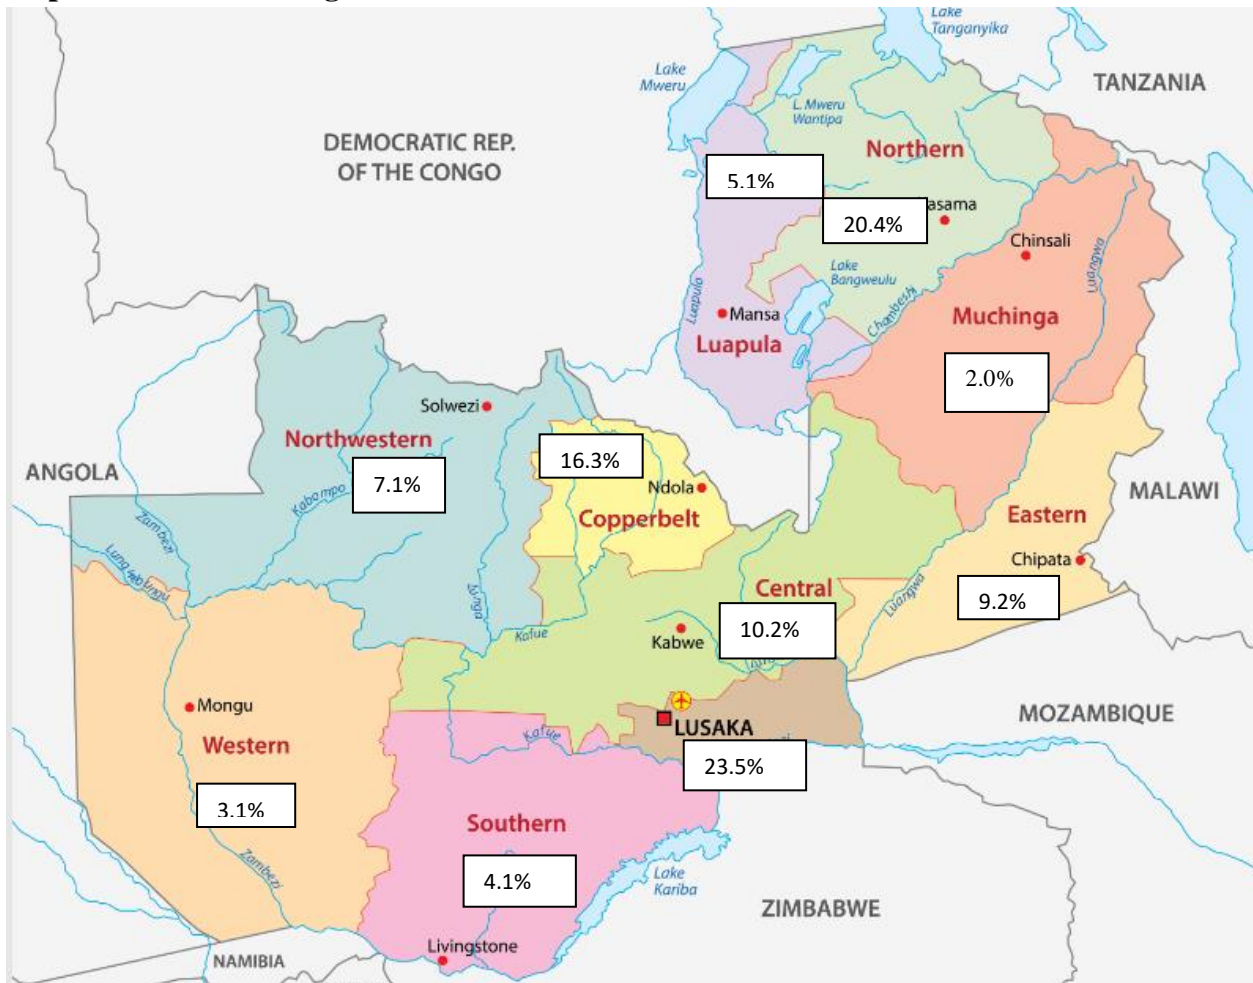 Lake
Tanganyika
TANZANIA
Lake
Mweru
L. Mweru
Wantipa
DEMOCRATIC REP.
OF THE CONGO
Northern
5.1%
20.4%
asama
Chinsali
Luangwa
Lake
Bangweulu
Luapula
Mansa
Chambeshi
Muchinga
Luapula
2.0%
Solwezi
Northwestern
16.3%
ANGOLA
7.1%
Kabompo
Ndola
MALAWI
Copperbelt
Eastern
Zambezi
Chipata
Central
Lunga
Luangwa
9.2%
Kafue
Kabwe
10.2%
Mongu
Western
LUSAKA
MOZAMBIQUE
Kafue
23.5%
3.1%
Southern
Zambezi
4.1%
Lake
Kariba
ZIMBABWE
Livingstone
NAMIBIA